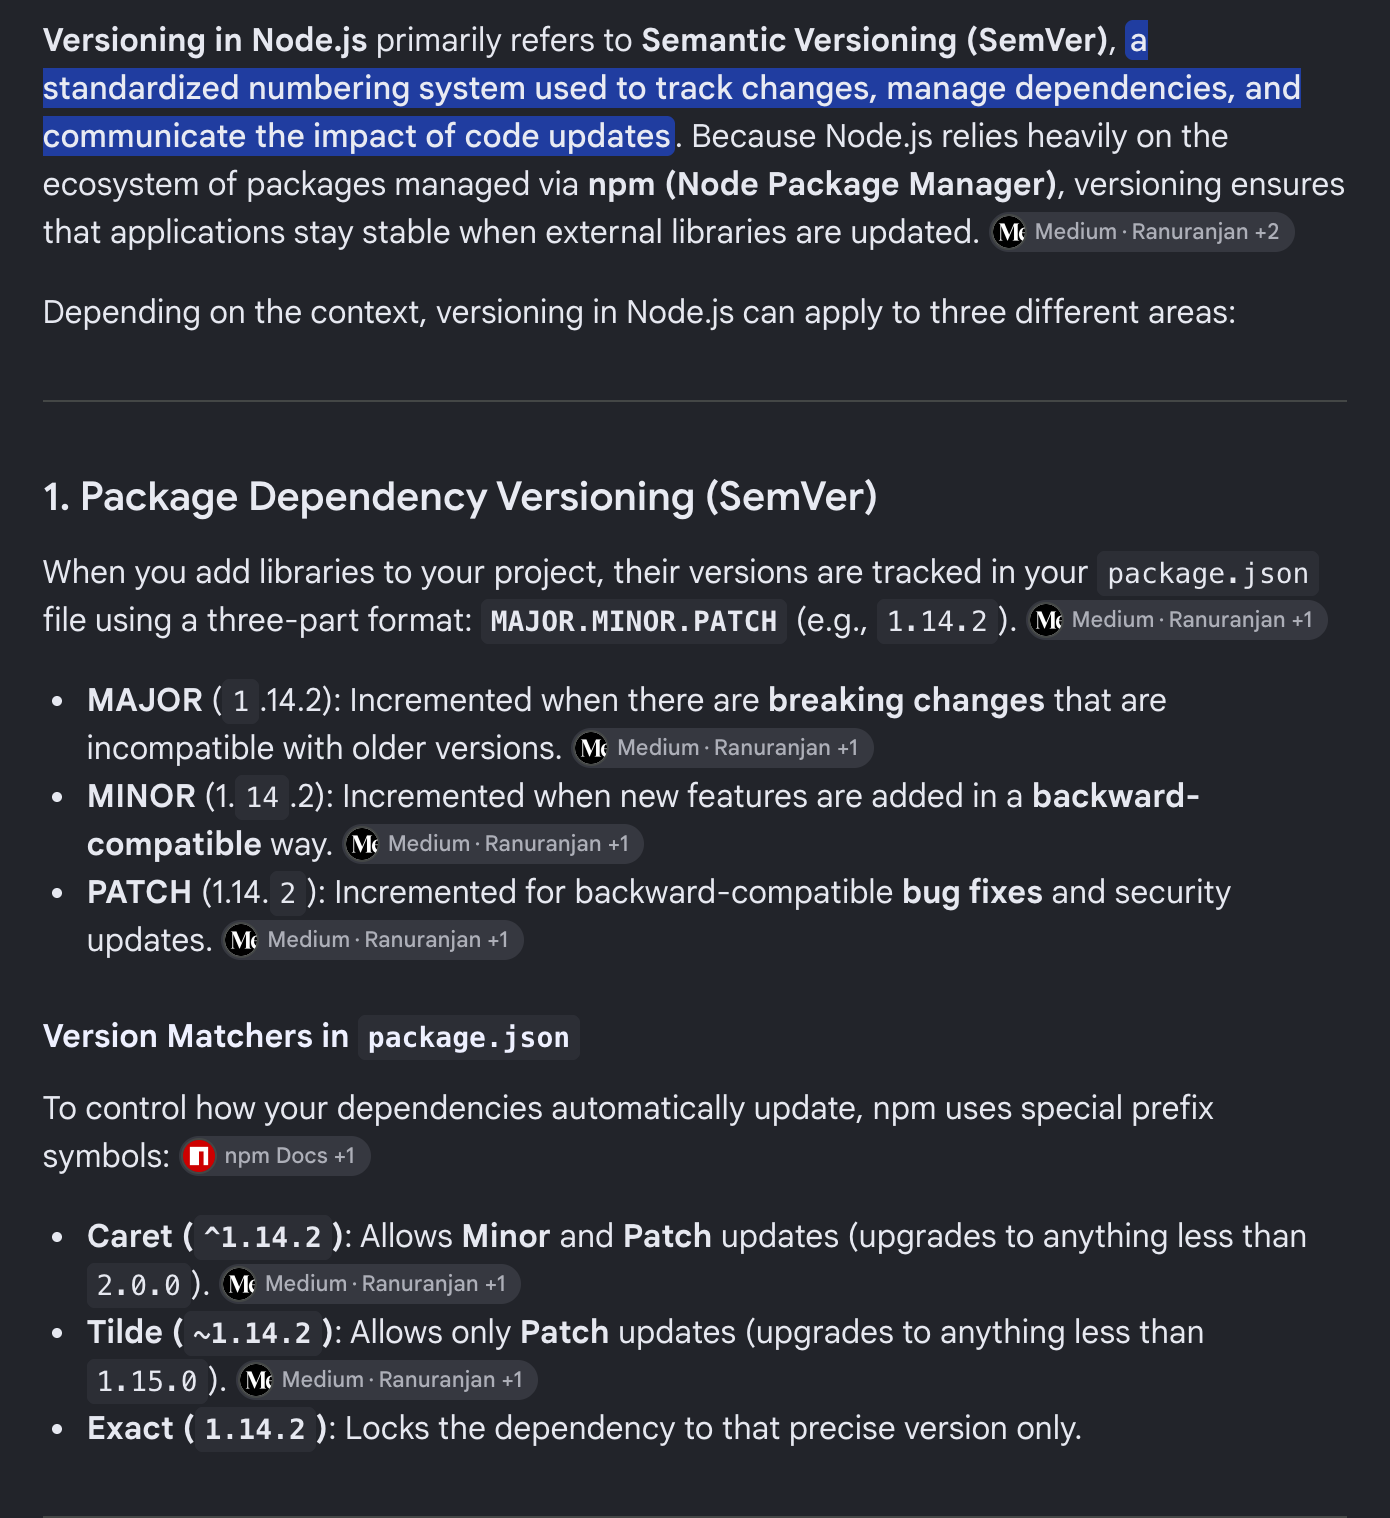 Versioning in Node.js primarily refers to Semantic Versioning (SemVer), a
standardized numbering system used to track changes, manage dependencies, and
communicate the impact of code updates. Because Node.js relies heavily on the
ecosystem of packages managed via npm (Node Package Manager), versioning ensures
that applications stay stable when external libraries are updated. Me Medium · Ranuranjan +2
Depending on the context, versioning in Node.js can apply to three different areas:
1. Package Dependency Versioning (SemVer)
When you add libraries to your project, their versions are tracked in your package.json
file using a three-part format: MAJOR.MINOR.PATCH (e.g., 1.14.2). Me Medium · Ranuranjan +1
• MAJOR (1.14.2): Incremented when there are breaking changes that are
incompatible with older versions. Me Medium · Ranuranjan +1
• MINOR (1.14.2): Incremented when new features are added in a backward-
compatible way. Me Medium · Ranuranjan +1
• PATCH (1.14.2): Incremented for backward-compatible bug fixes and security
updates. Me Medium · Ranuranjan +1
Version Matchers in package.json
To control how your dependencies automatically update, npm uses special prefix
symbols: npm Docs +1
• Caret (^1.14.2): Allows Minor and Patch updates (upgrades to anything less than
2.0.0). Me Medium · Ranuranjan +1
• Tilde (~1.14.2): Allows only Patch updates (upgrades to anything less than
1.15.0). Me Medium · Ranuranjan +1
• Exact (1.14.2): Locks the dependency to that precise version only.